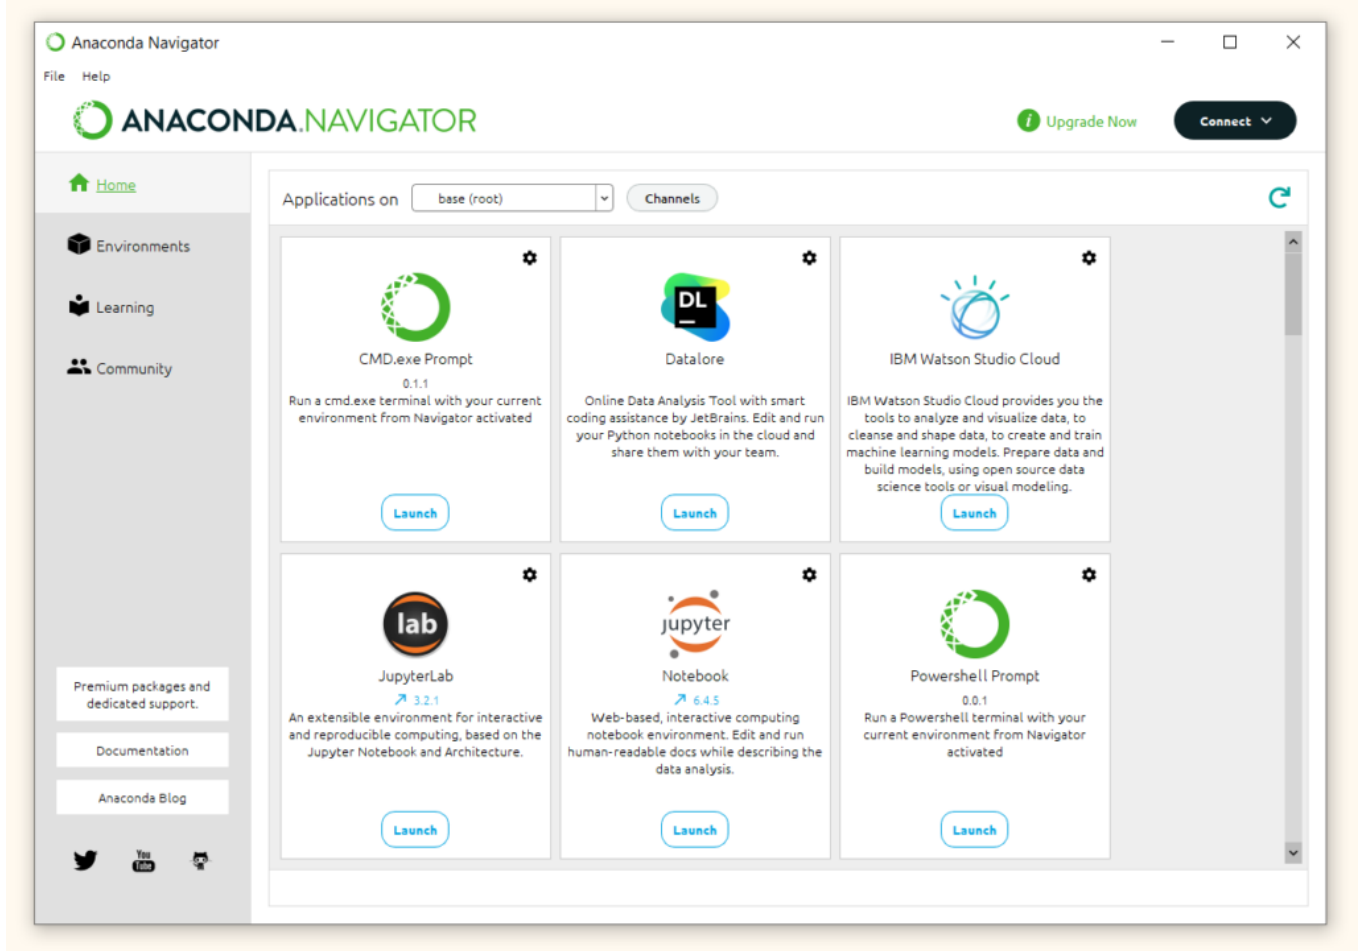 Anaconda Navigator
File Help
ANACONDA.NAVIGATOR
Upgrade Now
Connect
Home
Environments
Learning
Community
Premium packages and
dedicated support.
Documentation
Anaconda Blog
You
Tube
Applications on base (root) Channels
CMD.exe Prompt
0.1.1
Run a cmd.exe terminal with your current
environment from Navigator activated
Launch
DL
Datalore
Online Data Analysis Tool with smart
coding assistance by JetBrains. Edit and run
your Python notebooks in the cloud and
share them with your team.
Launch
IBM Watson Studio Cloud
IBM Watson Studio Cloud provides you the
tools to analyze and visualize data, to
cleanse and shape data, to create and train
machine learning models. Prepare data and
build models, using open source data
science tools or visual modeling.
Launch
lab
JupyterLab
3.2.1
An extensible environment for interactive
and reproducible computing, based on the
Jupyter Notebook and Architecture.
Launch
jupyter
Notebook
6.4.5
Web-based, interactive computing
notebook environment. Edit and run
human-readable docs while describing the
data analysis.
Launch
Powershell Prompt
0.0.1
Run a Powershell terminal with your
current environment from Navigator
activated
Launch